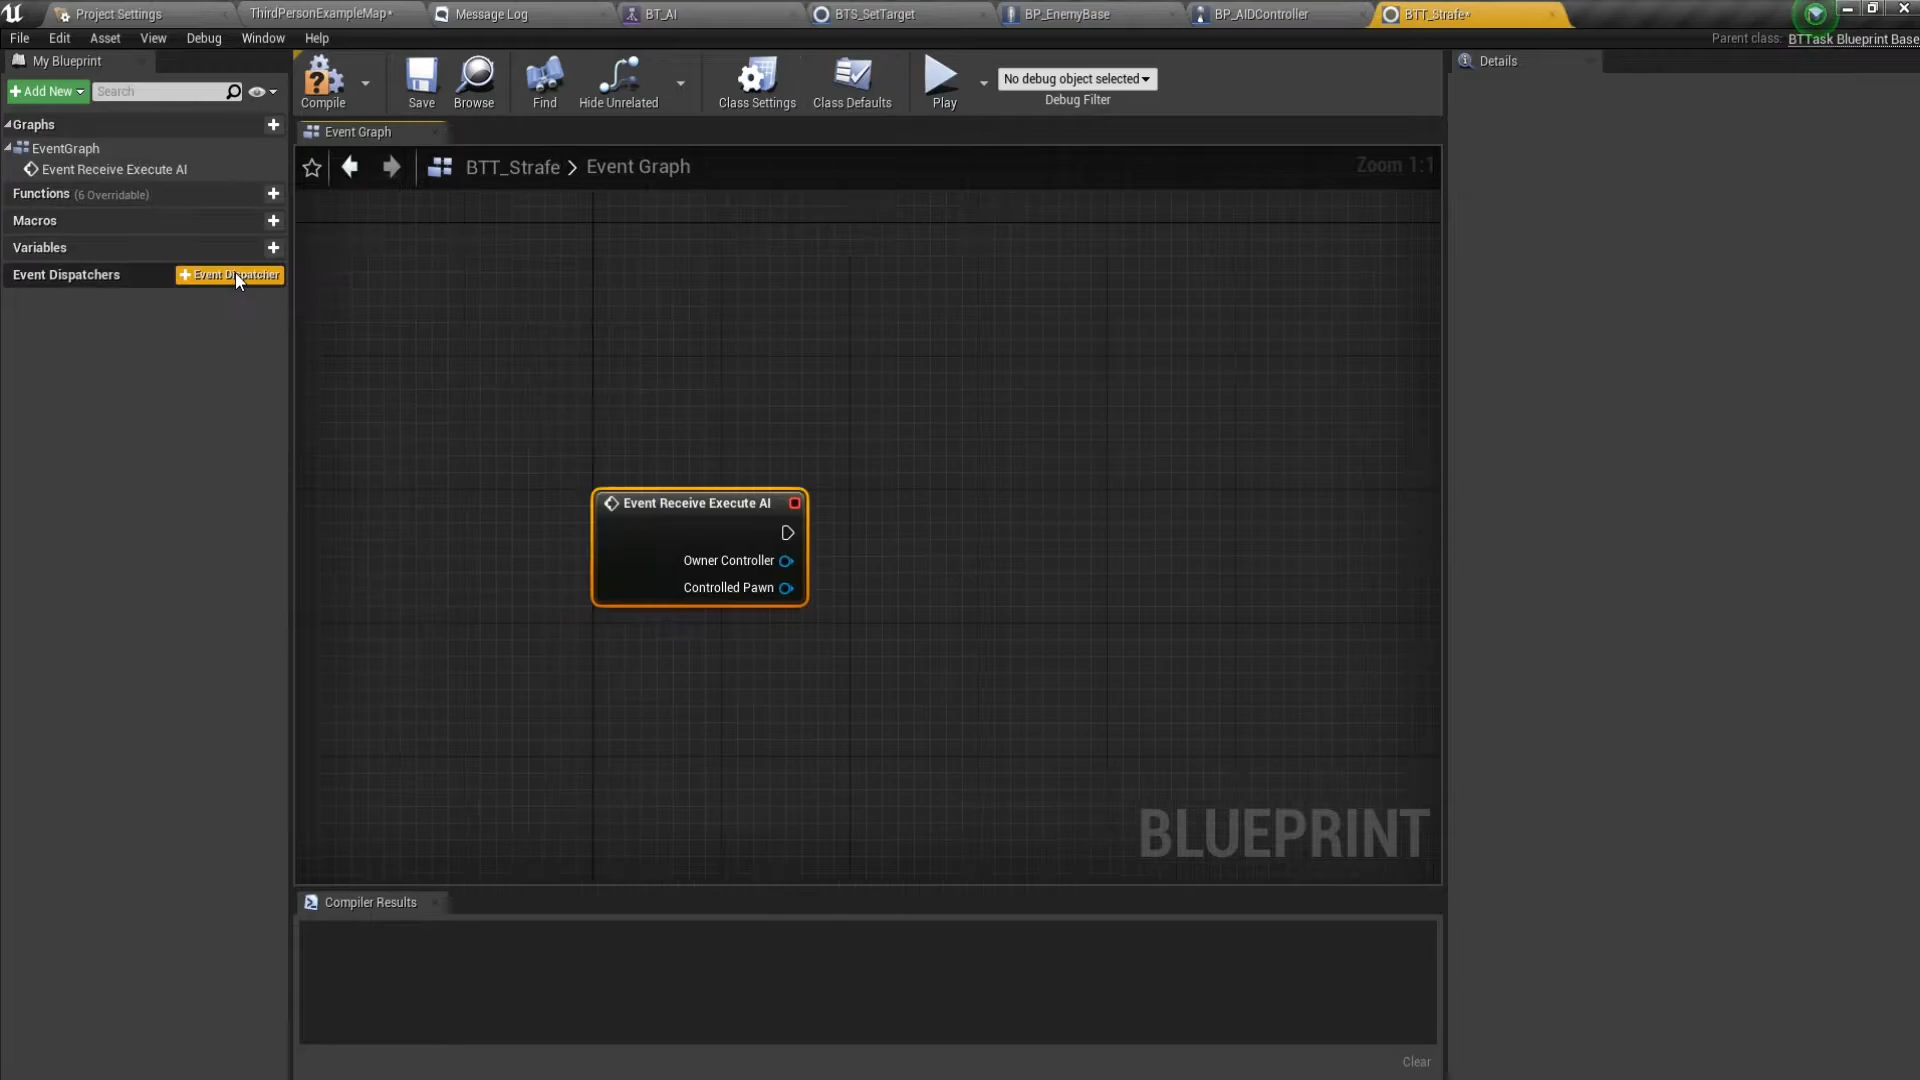 Project Settings
ThirdPersonExampleMap*
Message Log
BT_AI
BTS_SetTarget
BP_EnemyBase
BP_AIDController
BTT_Strafe*
File
Edit
Asset
View
Debug
Window
Help
Parent class: BTTask Blueprint Base
My Blueprint
Add New
Search
Graphs
EventGraph
Event Receive Execute AI
Functions (6 Overridable)
Macros
Variables
Event Dispatchers
Event Dispatcher
Compile
Save
Browse
Find
Hide Unrelated
Class Settings
Class Defaults
Play
No debug object selected
Debug Filter
Event Graph
BTT_Strafe > Event Graph
Zoom 1:1
Event Receive Execute AI
Owner Controller
Controlled Pawn
BLUEPRINT
Compiler Results
Clear
Details